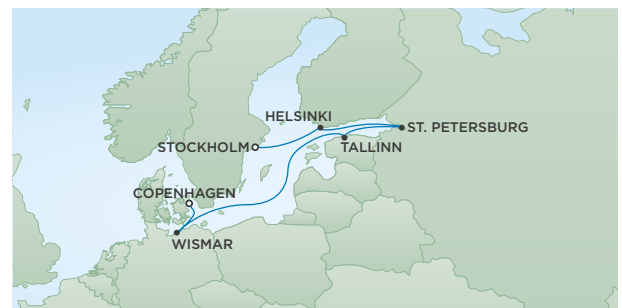 HELSINKI
ST. PETERSBURG
STOCKHOLM
TALLINN
COPENHAGEN
WISMAR